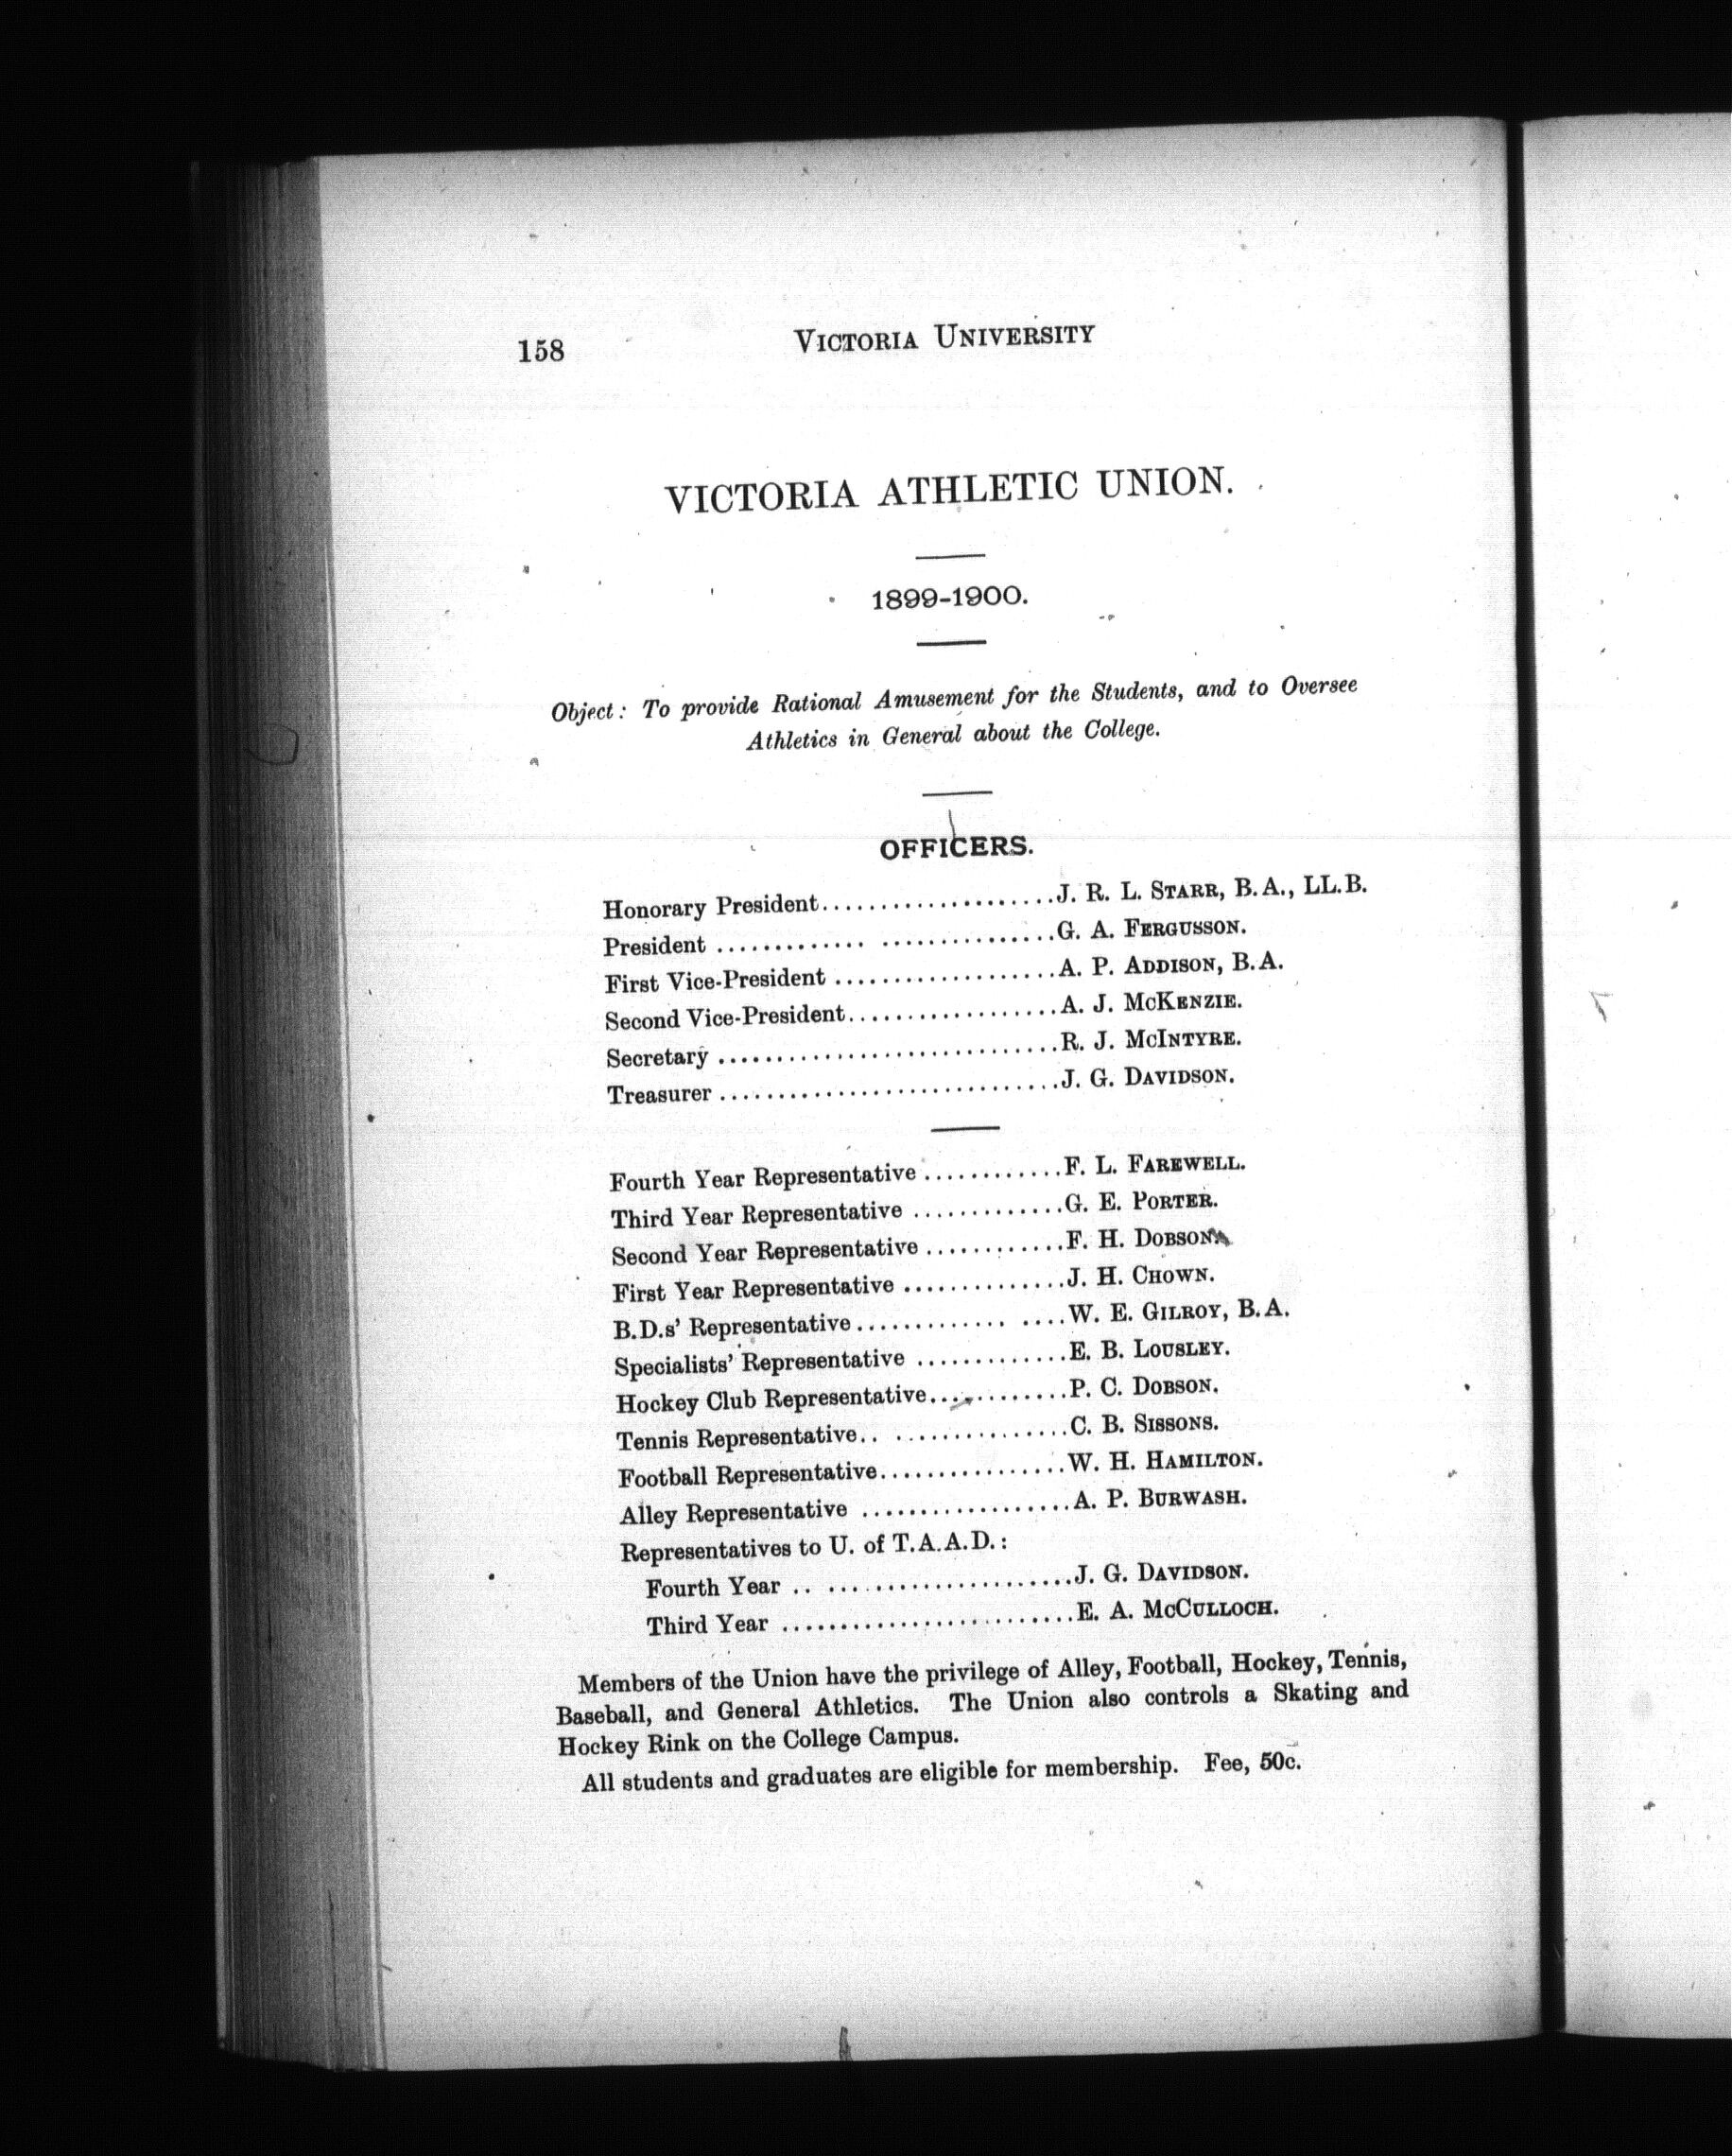 158
VICTORIA UNIVERSITY
VICTORIA ATHLETIC UNION.
1899-1900.
Object: To provide Rational Amusement for the Students, and to Oversee
Athletics in General about the College.
OFFICERS.
Honorary President....................J. R. L. STARR, B.A., LL.B.
President ............. ...............G. A. FERGUSSON.
First Vice-President ...................A. P. ADDISON, B.A.
Second Vice-President..................A. J. MCKENZIE.
Secretary .............................R. J. MCINTYRE.
Treasurer .............................J. G. DAVIDSON.
Fourth Year Representative ............F. L. FAREWELL.
Third Year Representative .............G. E. PORTER.
Second Year Representative ............F. H. DOBSON.
First Year Representative ..............J. H. CHOWN.
B.D.s' Representative............. ....W. E. GILROY, B.A.
Specialists' Representative .............E. B. LOUSLEY.
Hockey Club Representative............P. C. DOBSON.
Tennis Representative.. ...............C. B. SISSONS.
Football Representative................W. H. HAMILTON.
Alley Representative ..................A. P. BURWASH.
Representatives to U. of T.A.A.D.:
Fourth Year .. .....................J. G. DAVIDSON.
Third Year .........................E. A. MCCULLOCH.
Members of the Union have the privilege of Alley, Football, Hockey, Tennis,
Baseball, and General Athletics. The Union also controls a Skating and
Hockey Rink on the College Campus.
All students and graduates are eligible for membership. Fee, 50c.